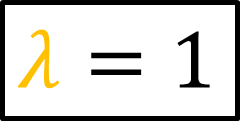 λ = 1